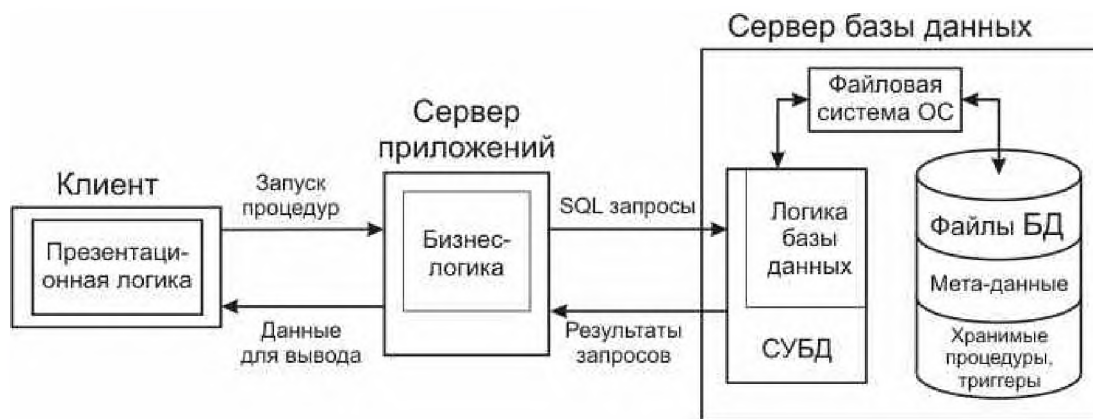 Сервер базы данных
Файловая
система ОС
Сервер
приложений
Клиент
Запуск
процедур
SQL запросы
Презентаци-
онная логика
Бизнес-
логика
Логика
базы
данных
Файлы БД
Мета-данные
Данные
для вывода
Результаты
запросов
СУБД
Хранимые
процедуры,
триггеры